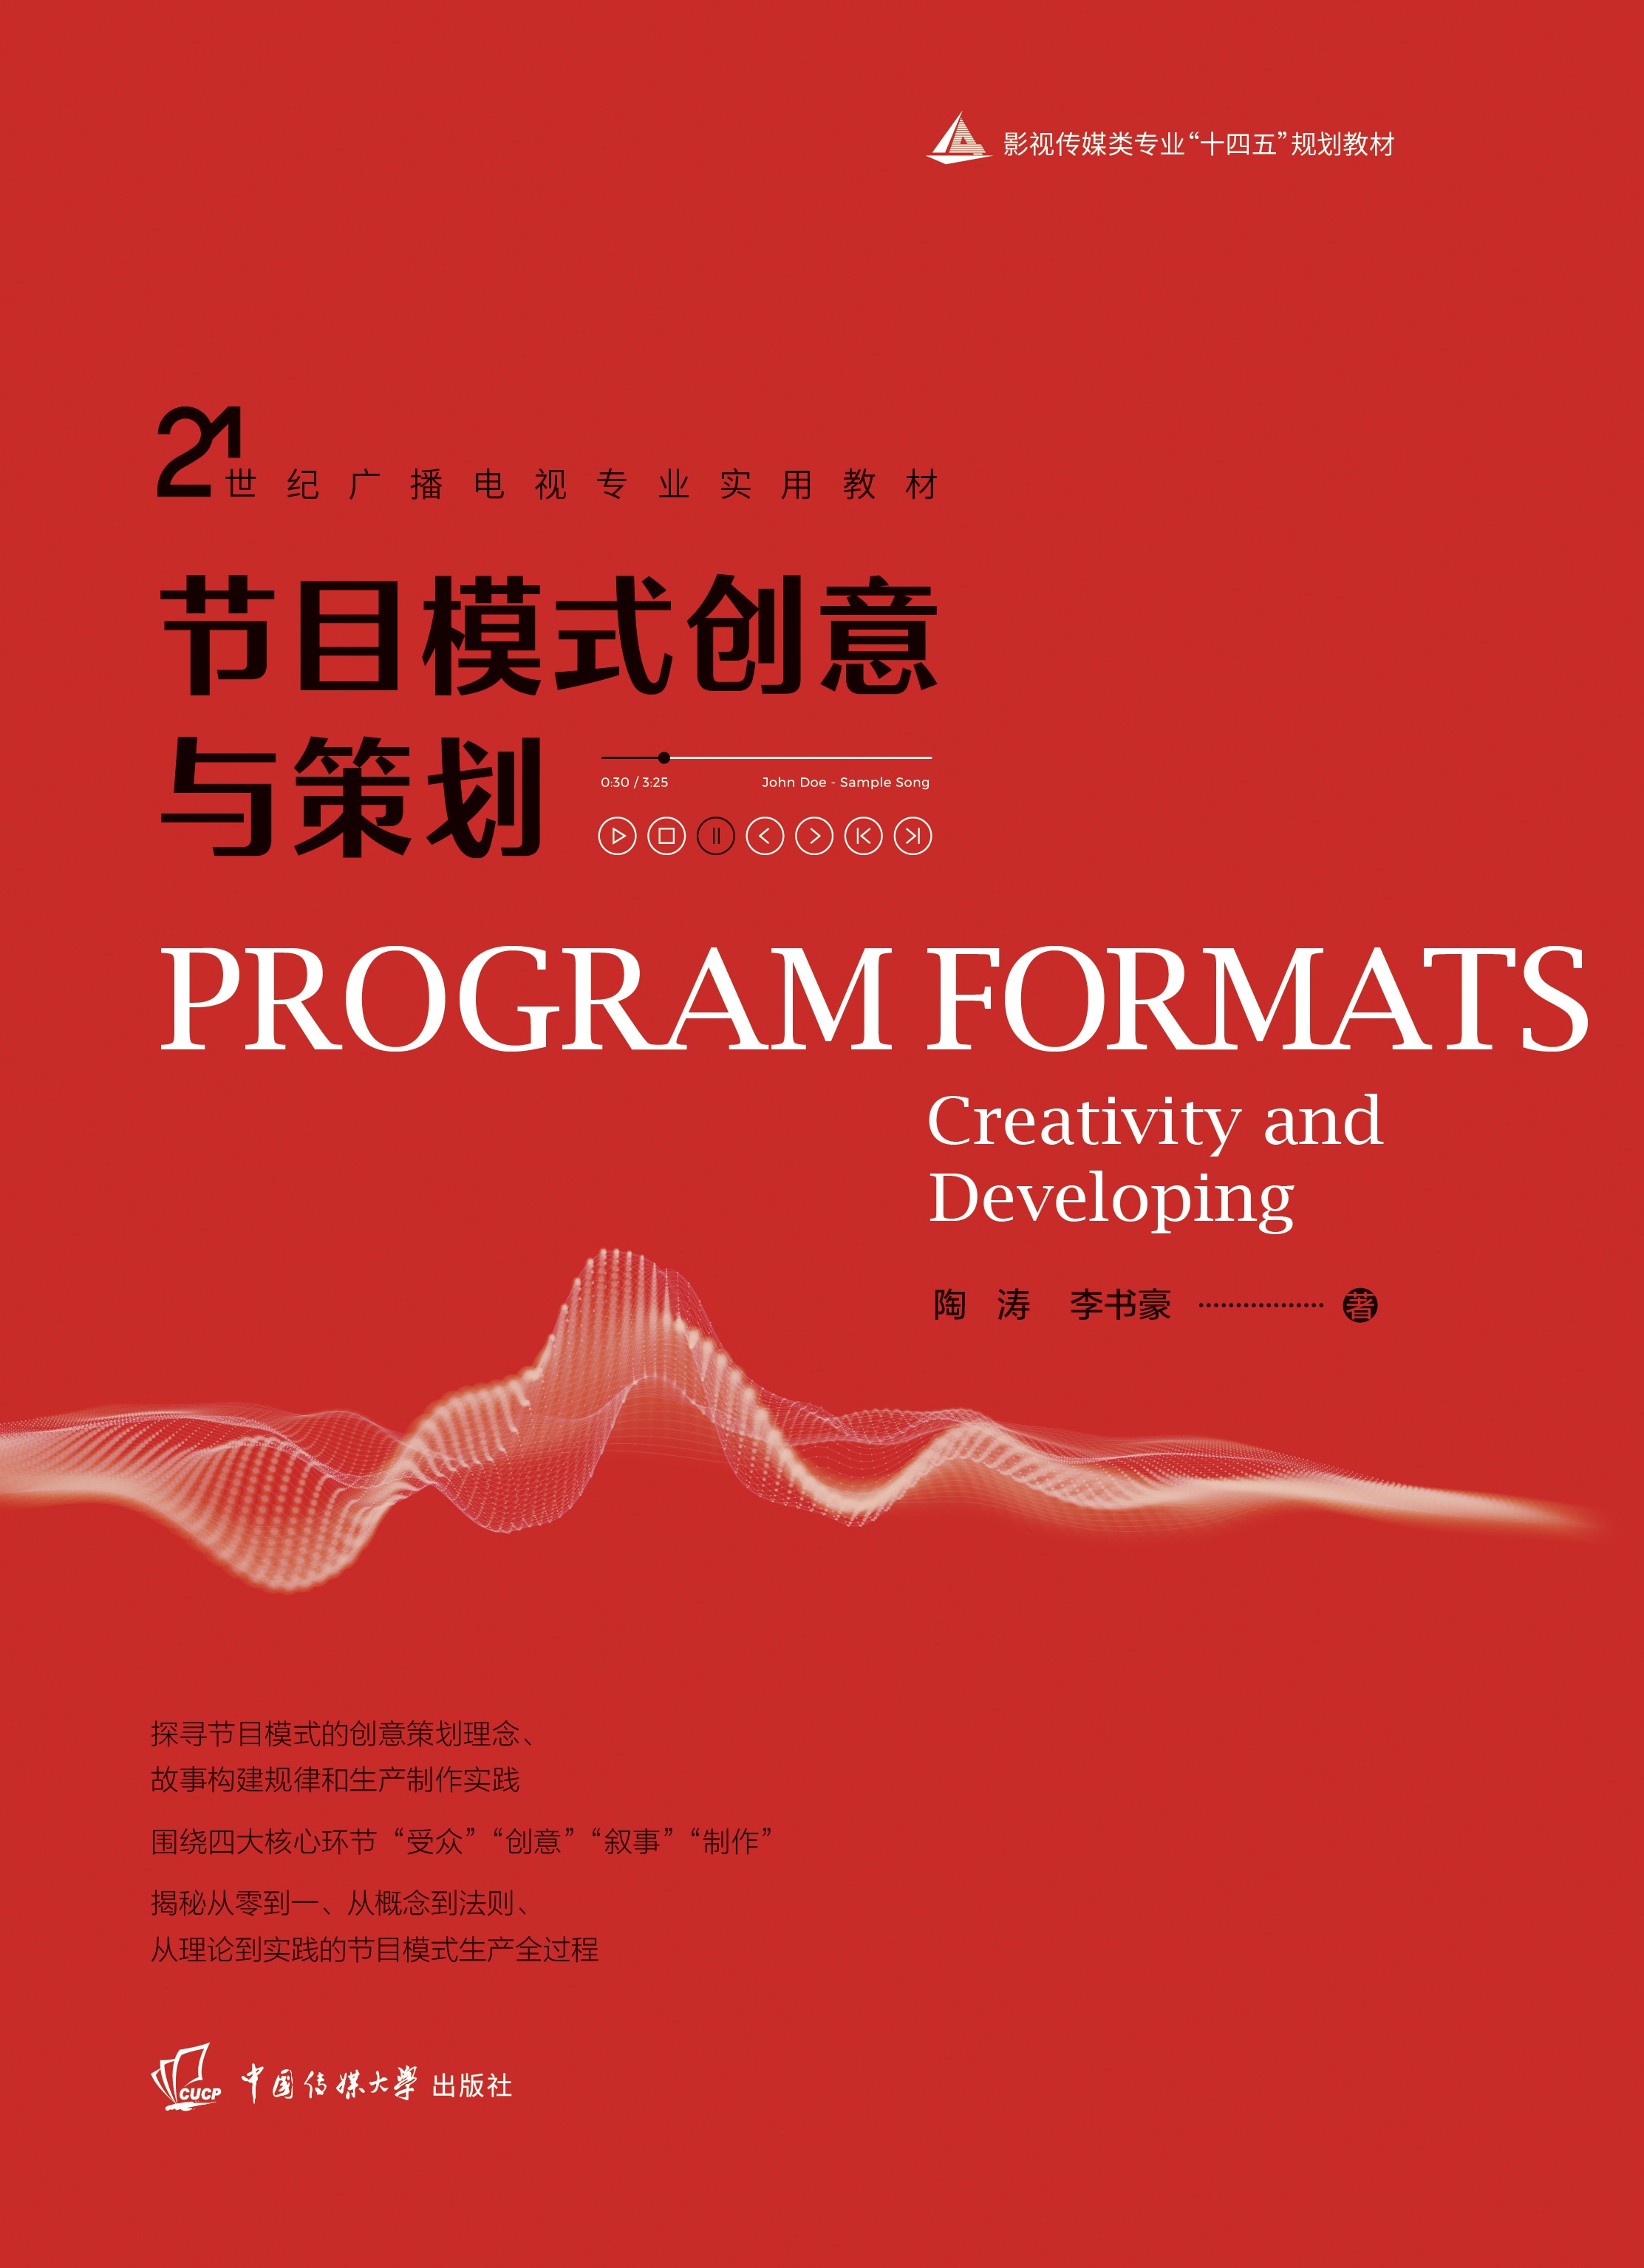 影视传媒类专业“十四五”规划教材
21世纪广播电视专业实用教材
节目模式创意
与策划
0:30 / 3:25 John Doe - Sample Song
PROGRAM FORMATS
Creativity and
Developing
陶 涛 李书豪 ················· 著
探寻节目模式的创意策划理念、
故事构建规律和生产制作实践
围绕四大核心环节“受众”“创意”“叙事”“制作”
揭秘从零到一、从概念到法则、
从理论到实践的节目模式生产全过程
CUCP 中国传媒大学出版社